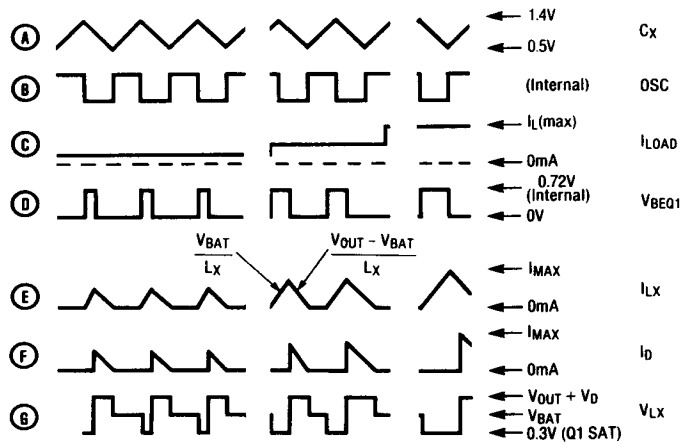 A
1.4V
0.5V
CX
B
(Internal)
OSC
C
IL(max)
0mA
ILOAD
D
0.72V
(Internal)
0V
VBEQ1
VBAT
LX
VOUT – VBAT
LX
E
IMAX
0mA
ILX
F
IMAX
0mA
ID
G
VOUT + VD
VBAT
0.3V (Q1 SAT)
VLX